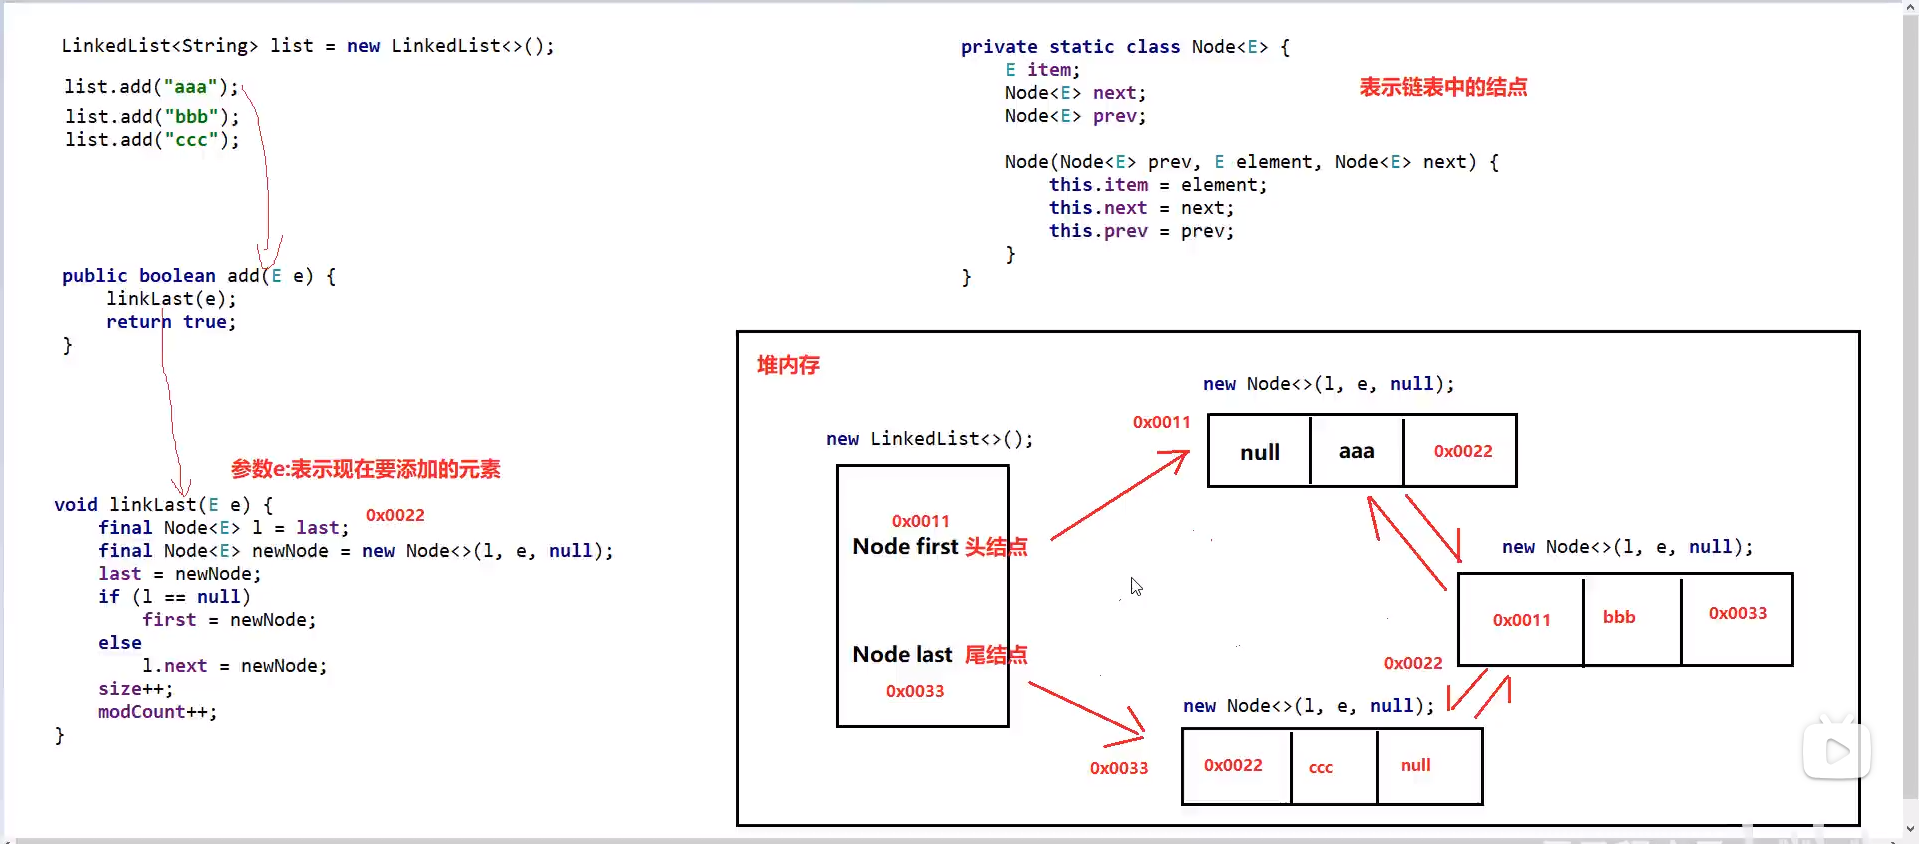 LinkedList<String> list = new LinkedList<>();
list.add("aaa");
list.add("bbb");
list.add("ccc");
public boolean add(E e) {
linkLast(e);
return true;
}
参数e:表示现在要添加的元素
void linkLast(E e) {
final Node<E> l = last; 0x0022
final Node<E> newNode = new Node<>(l, e, null);
last = newNode;
if (l == null)
first = newNode;
else
l.next = newNode;
size++;
modCount++;
}
private static class Node<E> {
E item;
表示链表中的结点
Node<E> next;
Node<E> prev;
Node(Node<E> prev, E element, Node<E> next) {
this.item = element;
this.next = next;
this.prev = prev;
}
}
堆内存
new LinkedList<>();
0x0011
Node first 头结点
Node last 尾结点
0x0033
new Node<>(l, e, null);
0x0011
null aaa 0x0022
new Node<>(l, e, null);
0x0011 bbb 0x0033
0x0022
new Node<>(l, e, null);
0x0033
0x0022 ccc null